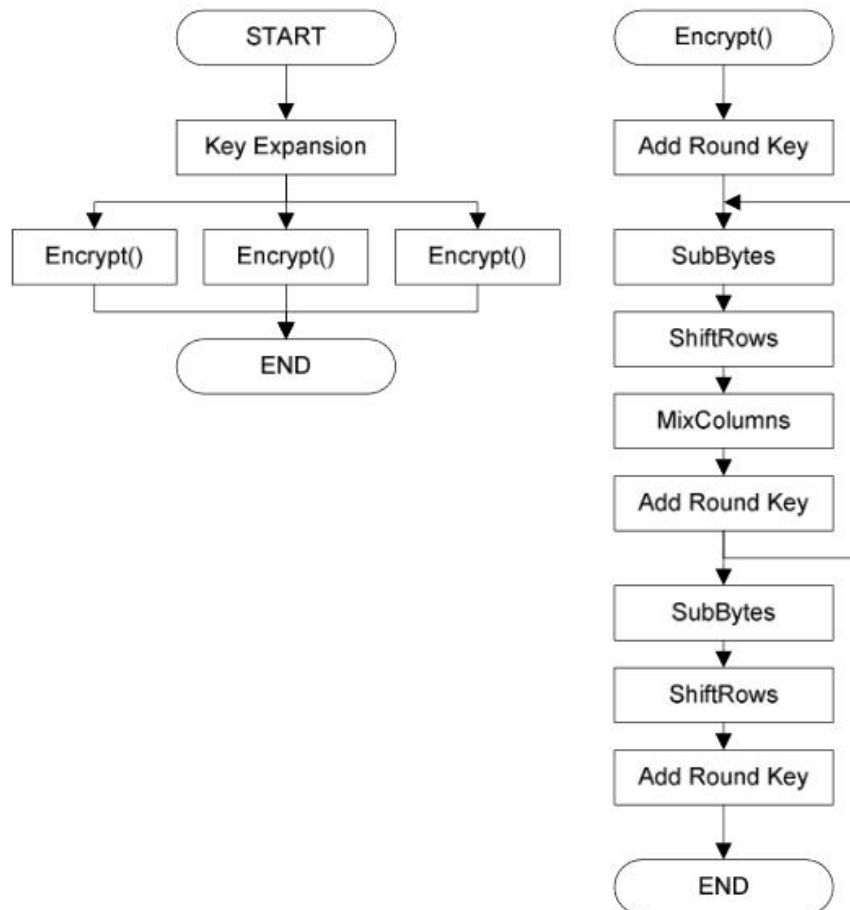 START
Key Expansion
Encrypt()
Encrypt()
Encrypt()
END
Encrypt()
Add Round Key
SubBytes
ShiftRows
MixColumns
Add Round Key
SubBytes
ShiftRows
Add Round Key
END